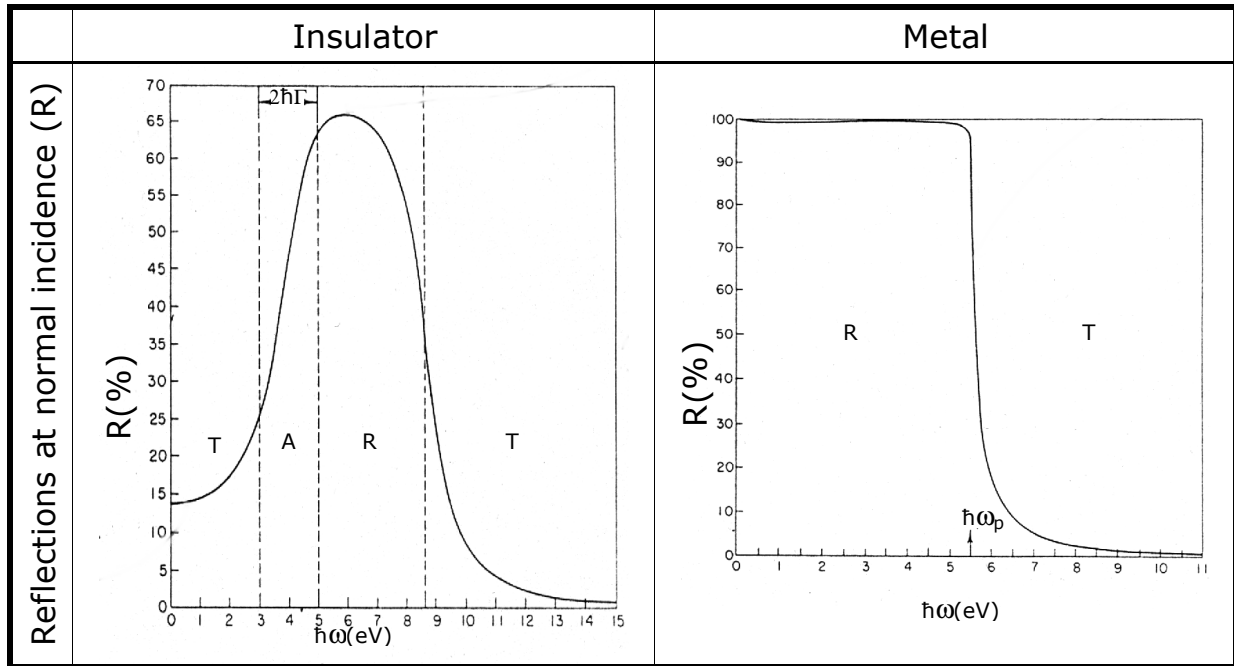 Insulator
Metal
Reflections at normal incidence (R)
R(%)
70
65
60
55
50
45
40
35
30
25
20
15
10
5
0
2ħΓ
T
A
R
T
0 1 2 3 4 5 6 7 8 9 10 11 12 13 14 15
ħω(eV)
R(%)
100
90
80
70
60
50
40
30
20
10
0
R
T
ħωp
0 1 2 3 4 5 6 7 8 9 10 11
ħω(eV)